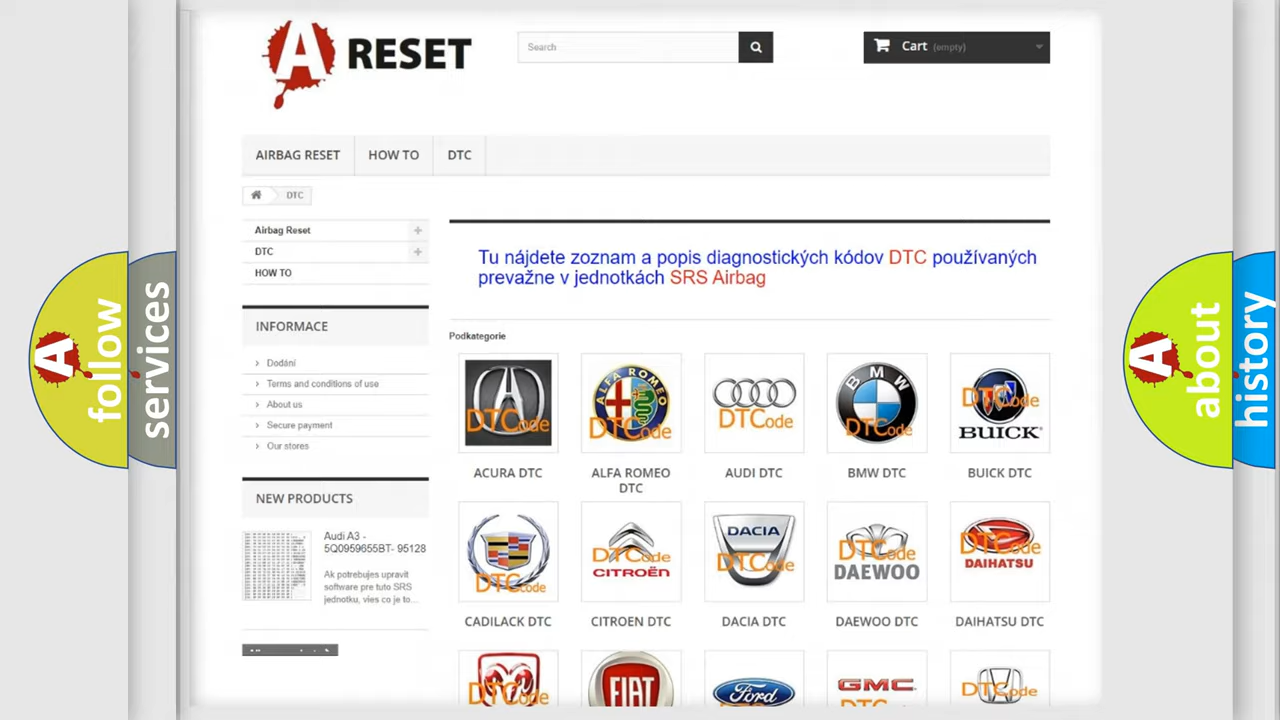 A RESET
Search
Cart (empty)
AIRBAG RESET
HOW TO
DTC
DTC
Airbag Reset
DTC
HOW TO
Tu nájdete zoznam a popis diagnostických kódov DTC používaných
prevažne v jednotkách SRS Airbag
INFORMACE
Dodání
Terms and conditions of use
About us
Secure payment
Our stores
NEW PRODUCTS
Audi A3 -
5Q0959655BT- 95128
Ak potrebujes upravit
software pre tuto SRS
jednotku, vies co je to...
Podkategorie
DTCode
ALFA ROMEO
DTCode
DTCode
BMW
DTCode
DTCode
BUICK
ACURA DTC
ALFA ROMEO
DTC
AUDI DTC
BMW DTC
BUICK DTC
DTCode
DTCode
CITROËN
DACIA
DTCode
DTCode
DAEWOO
DTCode
DAIHATSU
CADILACK DTC
CITROEN DTC
DACIA DTC
DAEWOO DTC
DAIHATSU DTC
DTCode
FIAT
Ford
GMC
DTCode
A
follow
services
A
about
history